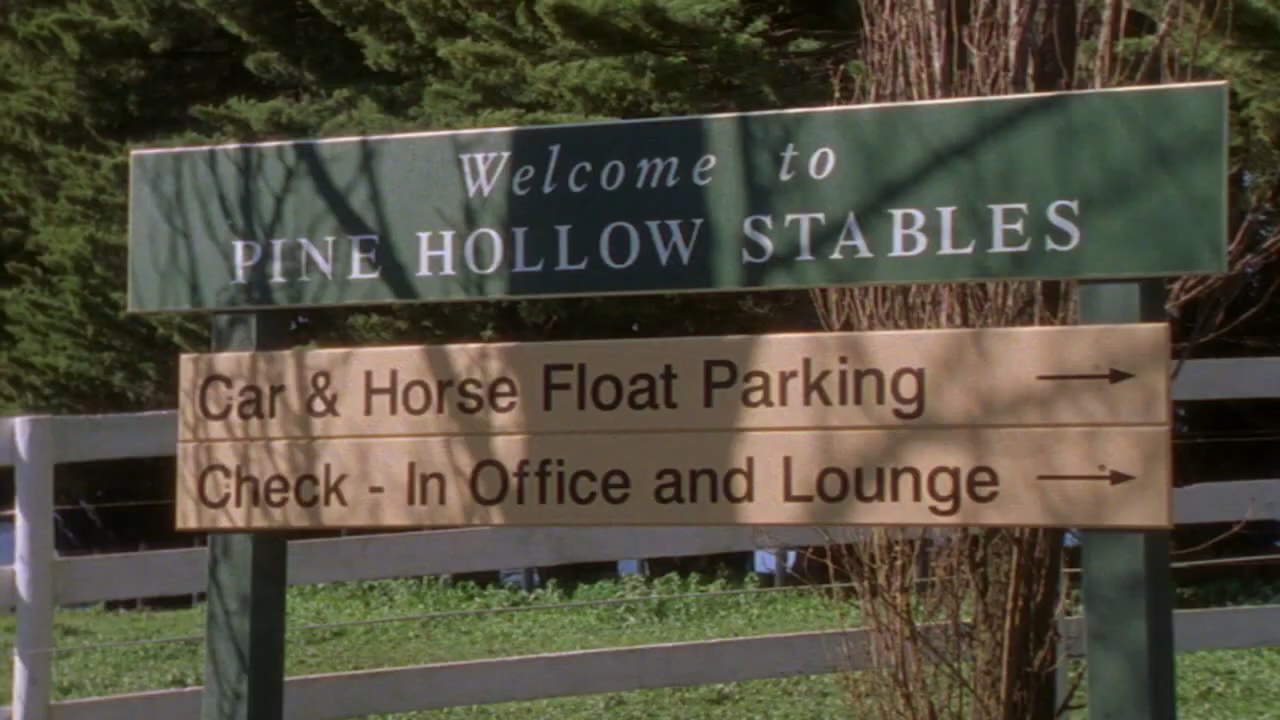 Welcome to
PINE HOLLOW STABLES
Car & Horse Float Parking
Check - In Office and Lounge